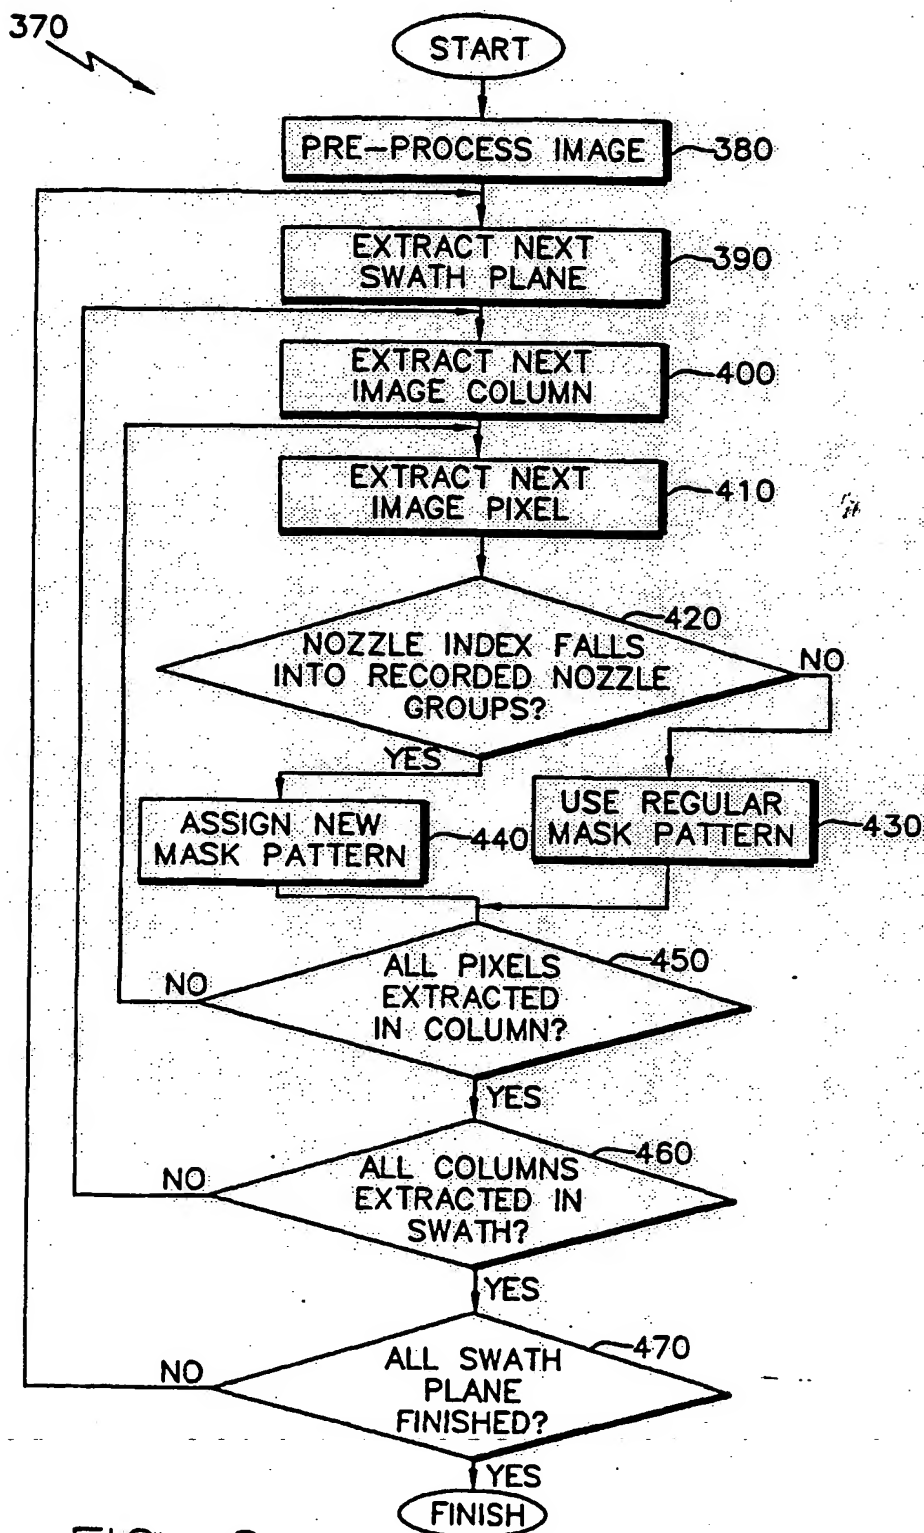 370
START
PRE-PROCESS IMAGE
380
EXTRACT NEXT
SWATH PLANE
390
EXTRACT NEXT
IMAGE COLUMN
400
EXTRACT NEXT
IMAGE PIXEL
410
420
NOZZLE INDEX FALLS
INTO RECORDED NOZZLE
GROUPS?
NO
YES
ASSIGN NEW
MASK PATTERN
440
USE REGULAR
MASK PATTERN
430
450
ALL PIXELS
EXTRACTED
IN COLUMN?
NO
YES
460
ALL COLUMNS
EXTRACTED IN
SWATH?
NO
YES
470
ALL SWATH
PLANE
FINISHED?
NO
YES
FINISH